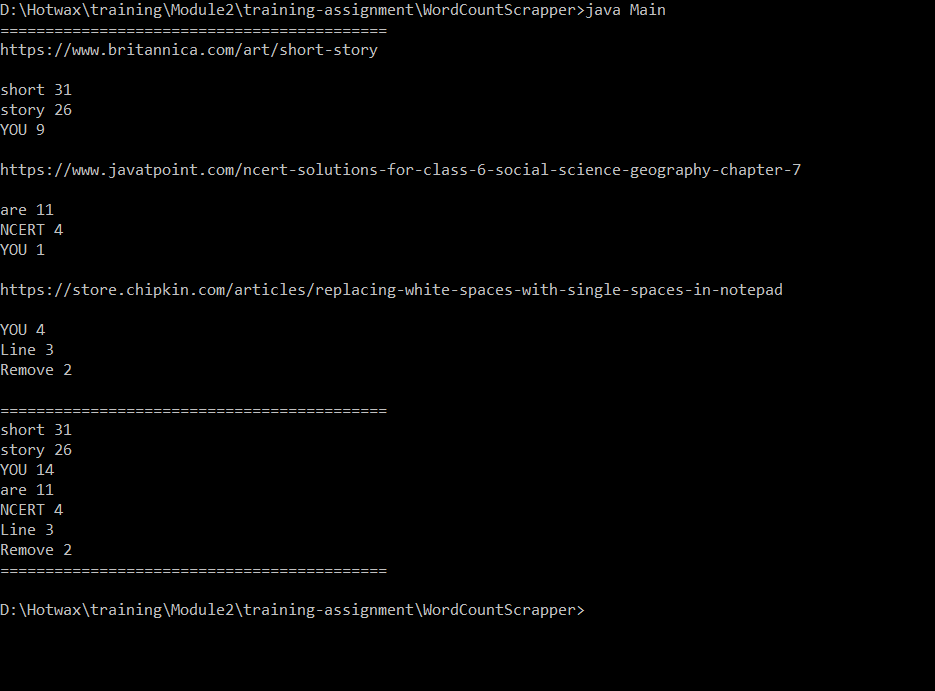 D:\Hotwax\training\Module2\training-assignment\WordCountScrapper>java Main
===========================================
https://www.britannica.com/art/short-story
short 31
story 26
YOU 9
https://www.javatpoint.com/ncert-solutions-for-class-6-social-science-geography-chapter-7
are 11
NCERT 4
YOU 1
https://store.chipkin.com/articles/replacing-white-spaces-with-single-spaces-in-notepad
YOU 4
Line 3
Remove 2
===========================================
short 31
story 26
YOU 14
are 11
NCERT 4
Line 3
Remove 2
===========================================
D:\Hotwax\training\Module2\training-assignment\WordCountScrapper>